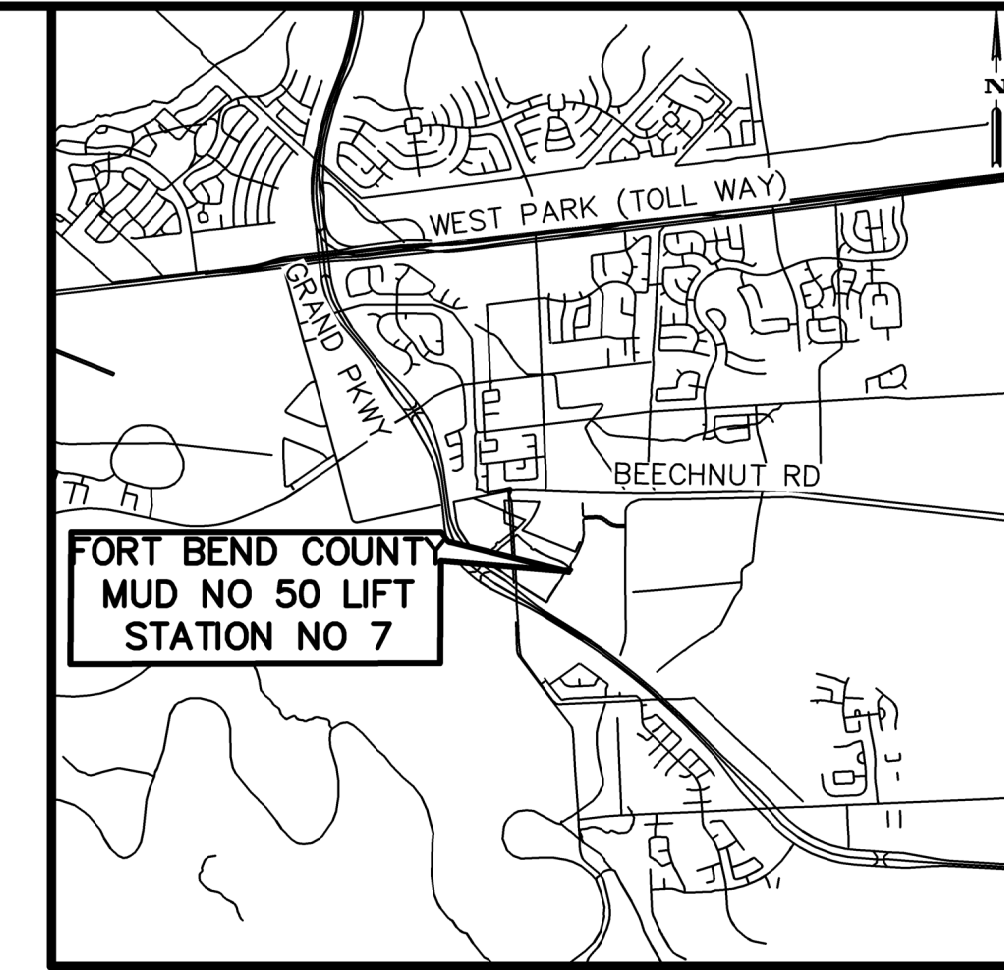 N
WEST PARK (TOLL WAY)
GRAND PKWY
BEECHNUT RD
FORT BEND COUNTY
MUD NO 50 LIFT
STATION NO 7